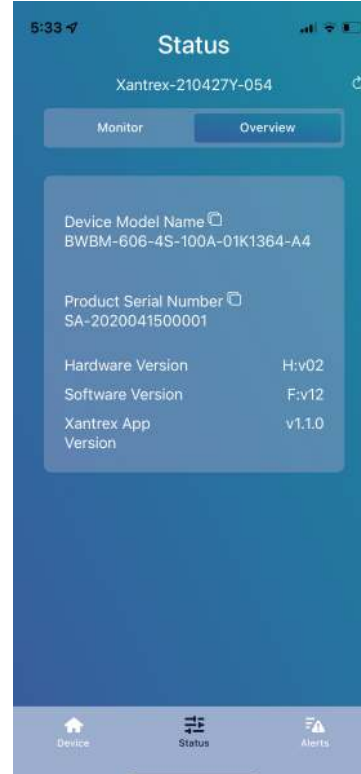 5:33
Status
Xantrex-210427Y-054
Monitor
Overview
Device Model Name
BWBM-606-4S-100A-01K1364-A4
Product Serial Number
SA-2020041500001
Hardware Version H:v02
Software Version F:v12
Xantrex App v1.1.0
Version
Device
Status
Alerts